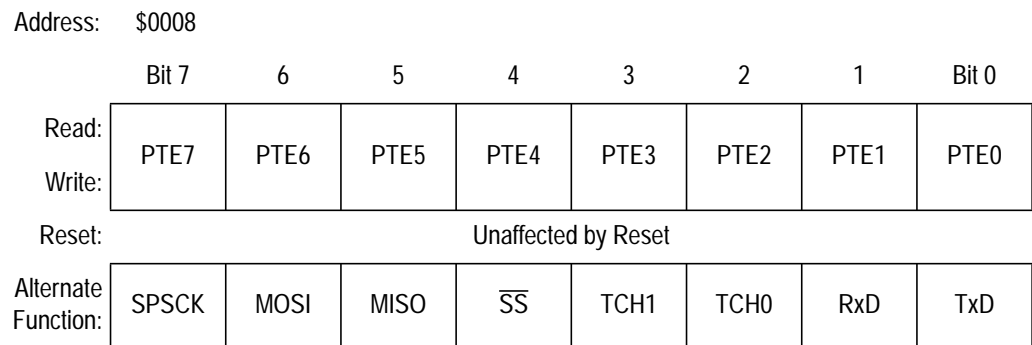 Address: $0008
Bit 7 6 5 4 3 2 1 Bit 0
Read:
PTE7 PTE6 PTE5 PTE4 PTE3 PTE2 PTE1 PTE0
Write:
Reset: Unaffected by Reset
Alternate
Function: SPSCK MOSI MISO S̅S̅ TCH1 TCH0 RxD TxD